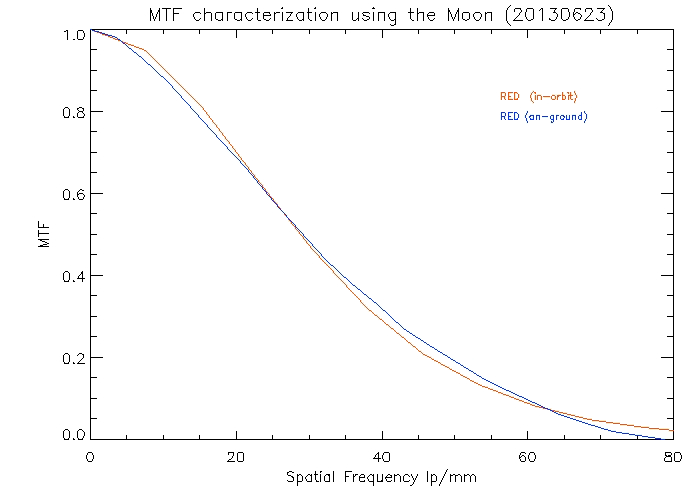 MTF characterization using the Moon (20130623)
1.0
RED (in-orbit)
0.8
RED (on-ground)
0.6
MTF
0.4
0.2
0.0
0 20 40 60 80
Spatial Frequency lp/mm